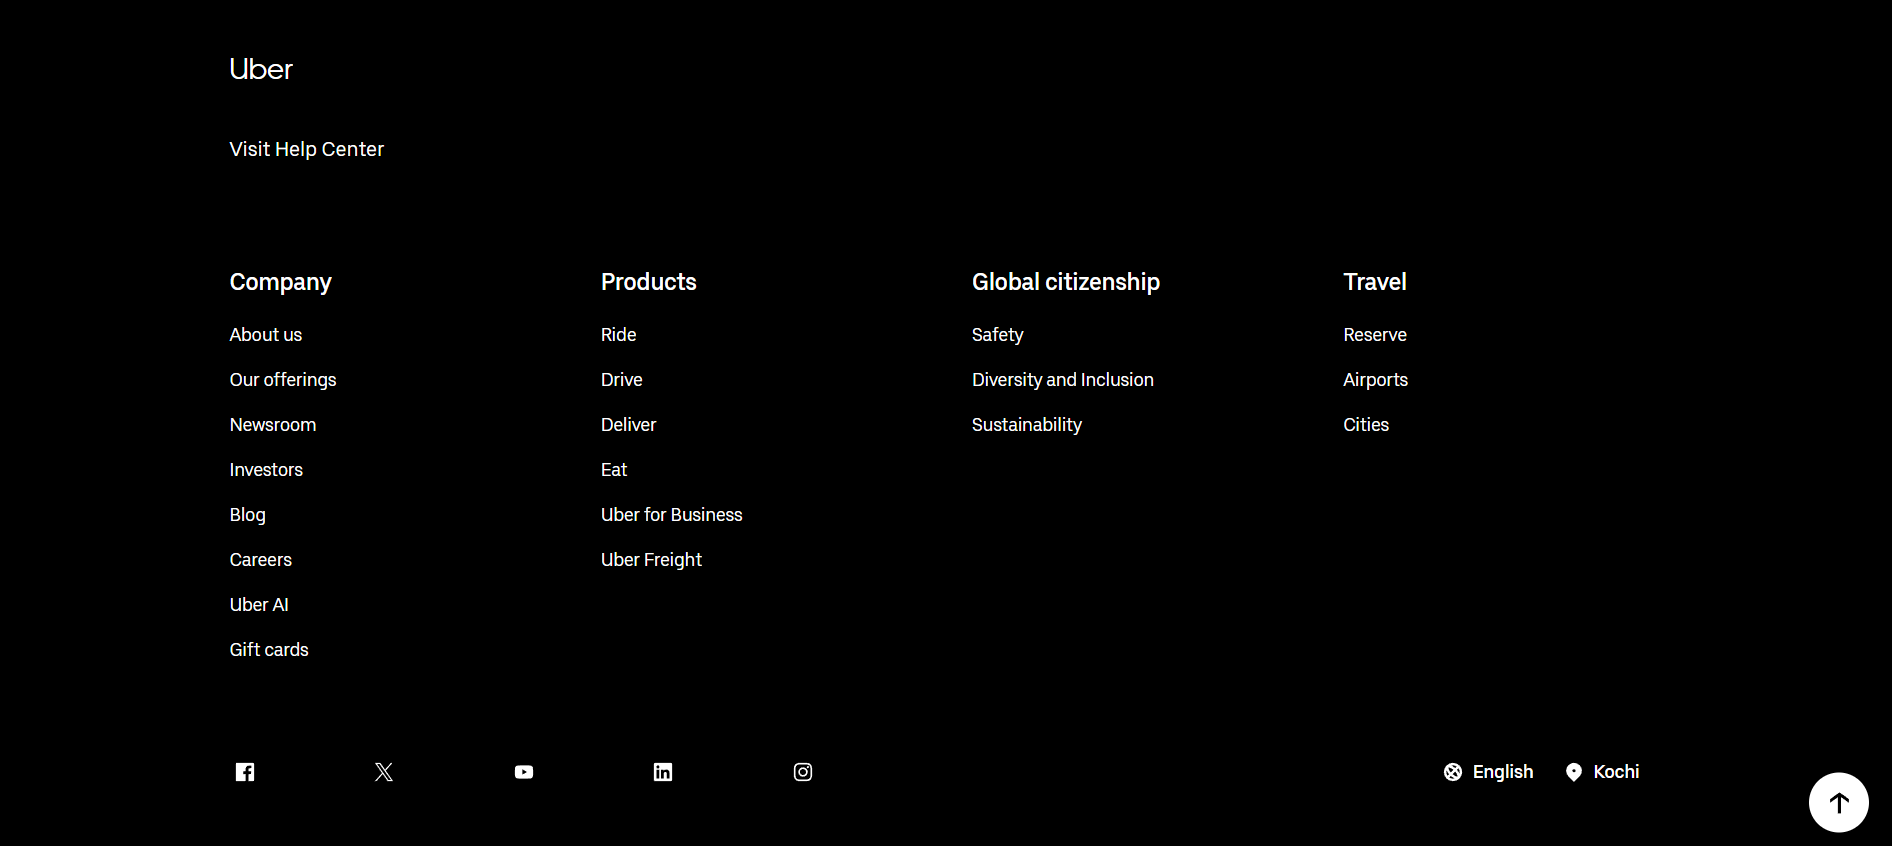 Uber
Visit Help Center
Company
About us
Our offerings
Newsroom
Investors
Blog
Careers
Uber AI
Gift cards
Products
Ride
Drive
Deliver
Eat
Uber for Business
Uber Freight
Global citizenship
Safety
Diversity and Inclusion
Sustainability
Travel
Reserve
Airports
Cities
English
Kochi